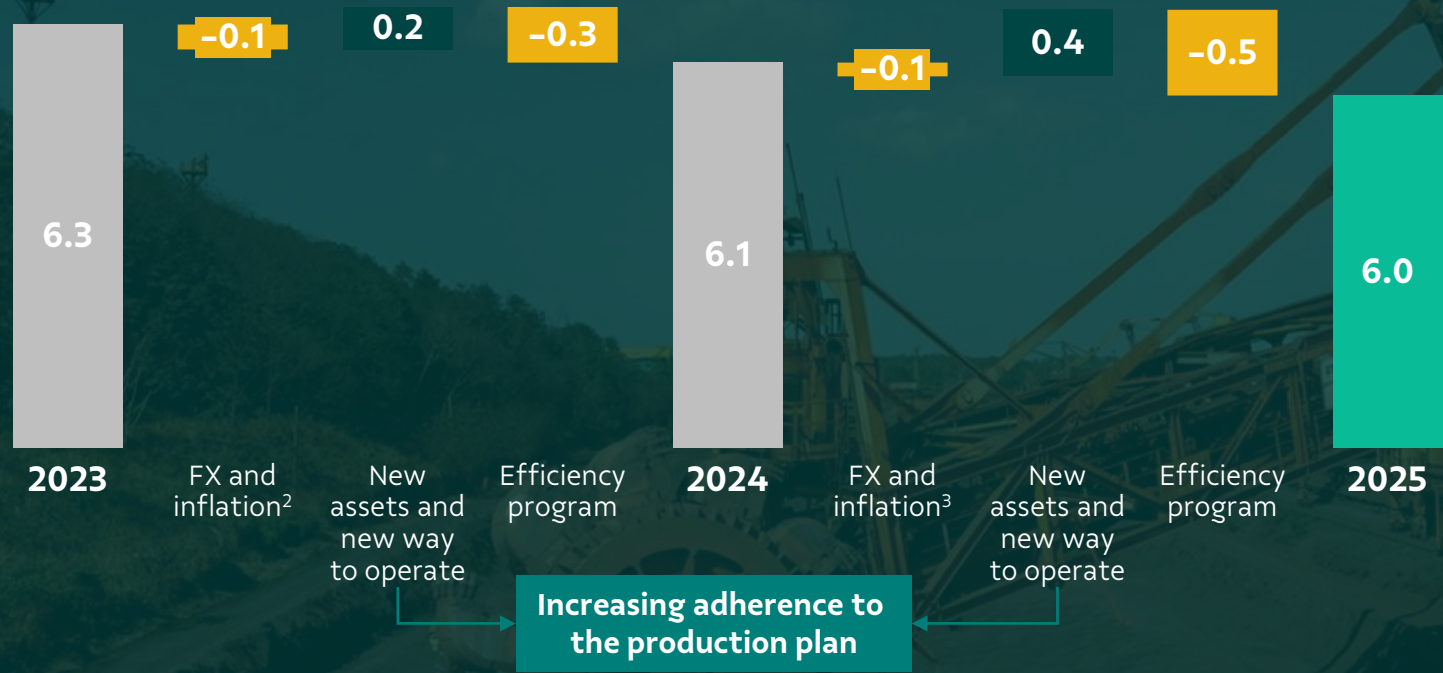 −0.1
0.2
−0.3
−0.1
0.4
−0.5
6.3
6.1
6.0
2023
FX and
inflation²
New
assets and
new way
to operate
Efficiency
program
2024
FX and
inflation³
New
assets and
new way
to operate
Efficiency
program
2025
Increasing adherence to
the production plan